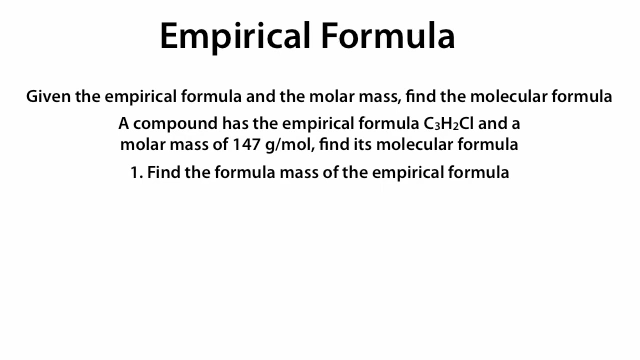 Empirical Formula
Given the empirical formula and the molar mass, find the molecular formula
A compound has the empirical formula C₃H₂Cl and a
molar mass of 147 g/mol, find its molecular formula
1. Find the formula mass of the empirical formula